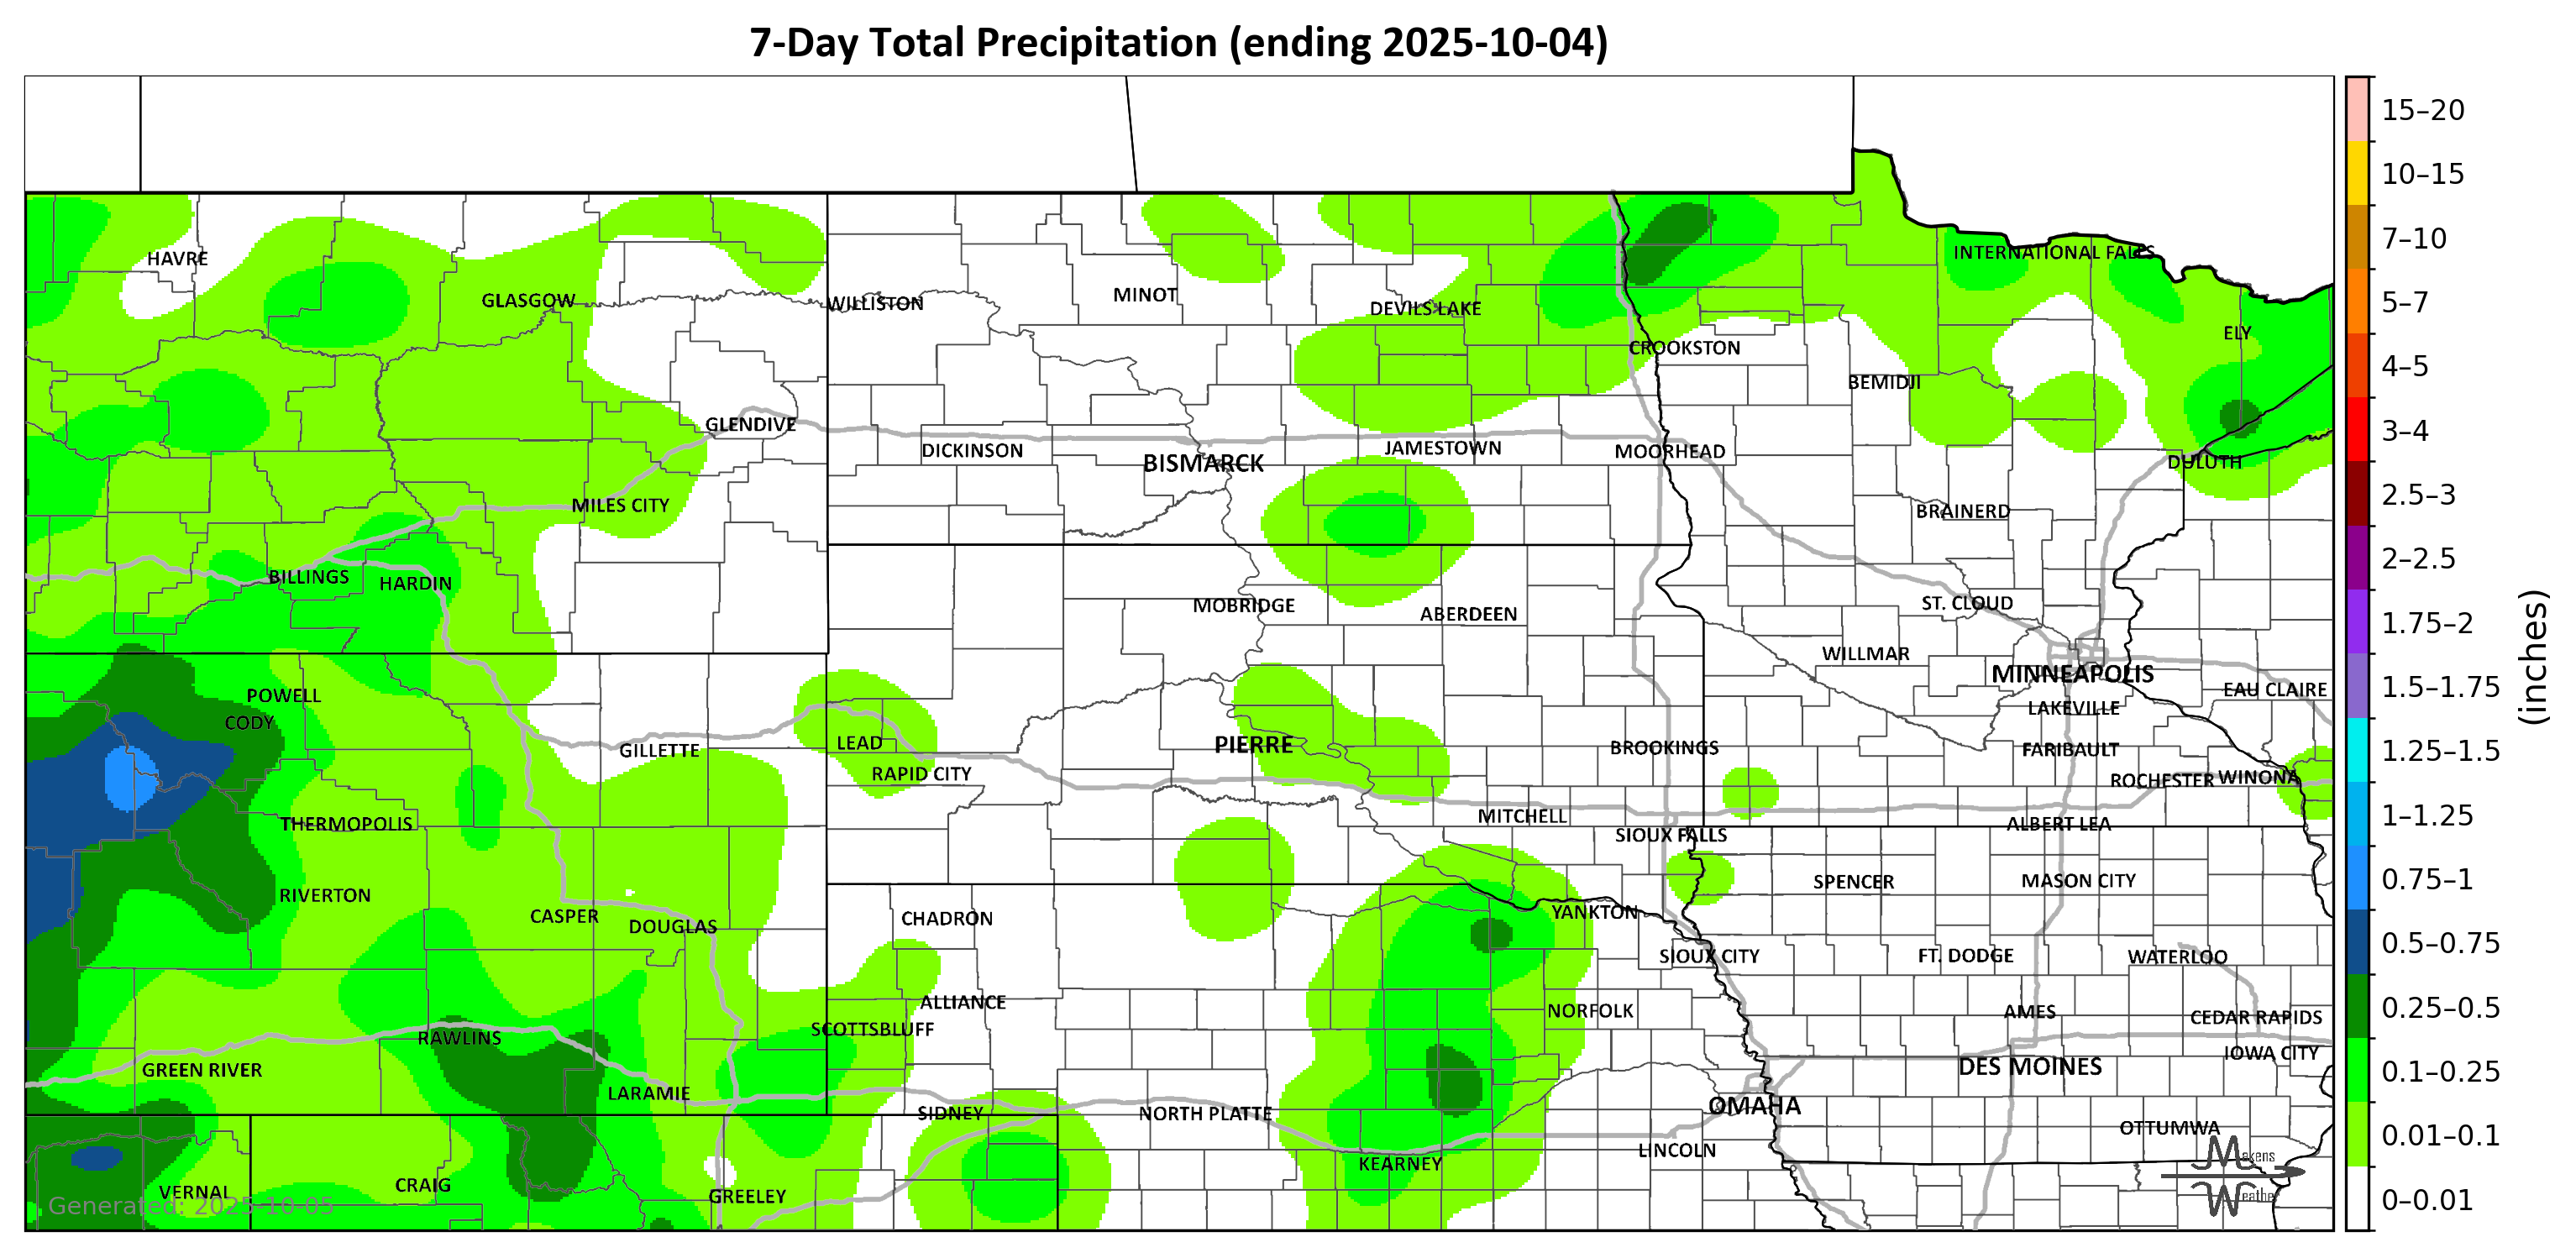 7-Day Total Precipitation (ending 2025-10-04)
15–20
10–15
7–10
5–7
4–5
3–4
2.5–3
2–2.5
1.75–2
1.5–1.75
1.25–1.5
1–1.25
0.75–1
0.5–0.75
0.25–0.5
0.1–0.25
0.01–0.1
0–0.01
(inches)
HAVRE
INTERNATIONAL FALLS
GLASGOW
WILLISTON
MINOT
DEVILS LAKE
ELY
CROOKSTON
BEMIDJI
GLENDIVE
DICKINSON
BISMARCK
JAMESTOWN
MOORHEAD
DULUTH
MILES CITY
BRAINERD
BILLINGS
HARDIN
MOBRIDGE
ABERDEEN
ST. CLOUD
WILLMAR
MINNEAPOLIS
POWELL
CODY
EAU CLAIRE
LAKEVILLE
GILLETTE
LEAD
PIERRE
BROOKINGS
FARIBAULT
RAPID CITY
ROCHESTER
WINONA
THERMOPOLIS
MITCHELL
SIOUX FALLS
ALBERT LEA
RIVERTON
SPENCER
MASON CITY
CASPER
DOUGLAS
CHADRON
YANKTON
SIOUX CITY
FT. DODGE
WATERLOO
ALLIANCE
NORFOLK
AMES
CEDAR RAPIDS
SCOTTSBLUFF
RAWLINS
IOWA CITY
GREEN RIVER
DES MOINES
LARAMIE
OMAHA
SIDNEY
NORTH PLATTE
OTTUMWA
LINCOLN
KEARNEY
VERNAL
CRAIG
GREELEY
Makens
Weather
Generated: 2025-10-05